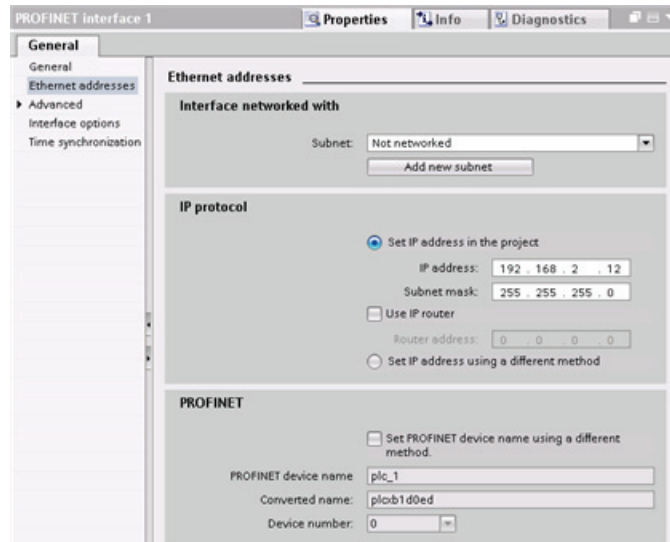 PROFINET interface 1
Properties
Info
Diagnostics
General
General
Ethernet addresses
Advanced
Interface options
Time synchronization
Ethernet addresses
Interface networked with
Subnet: Not networked
Add new subnet
IP protocol
Set IP address in the project
IP address: 192 . 168 . 2 . 12
Subnet mask: 255 . 255 . 255 . 0
Use IP router
Router address: 0 . 0 . 0 . 0
Set IP address using a different method
PROFINET
Set PROFINET device name using a different
method.
PROFINET device name plc_1
Converted name: plcxb1d0ed
Device number: 0